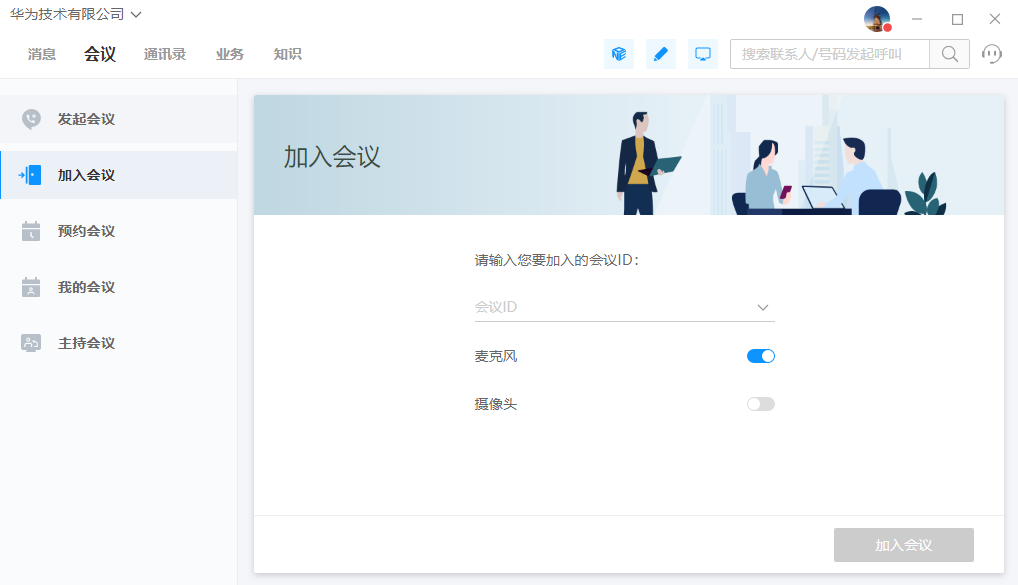 华为技术有限公司
消息 会议 通讯录 业务 知识
搜索联系人/号码发起呼叫
发起会议
加入会议
预约会议
我的会议
主持会议
加入会议
请输入您要加入的会议ID：
会议ID
麦克风
摄像头
加入会议